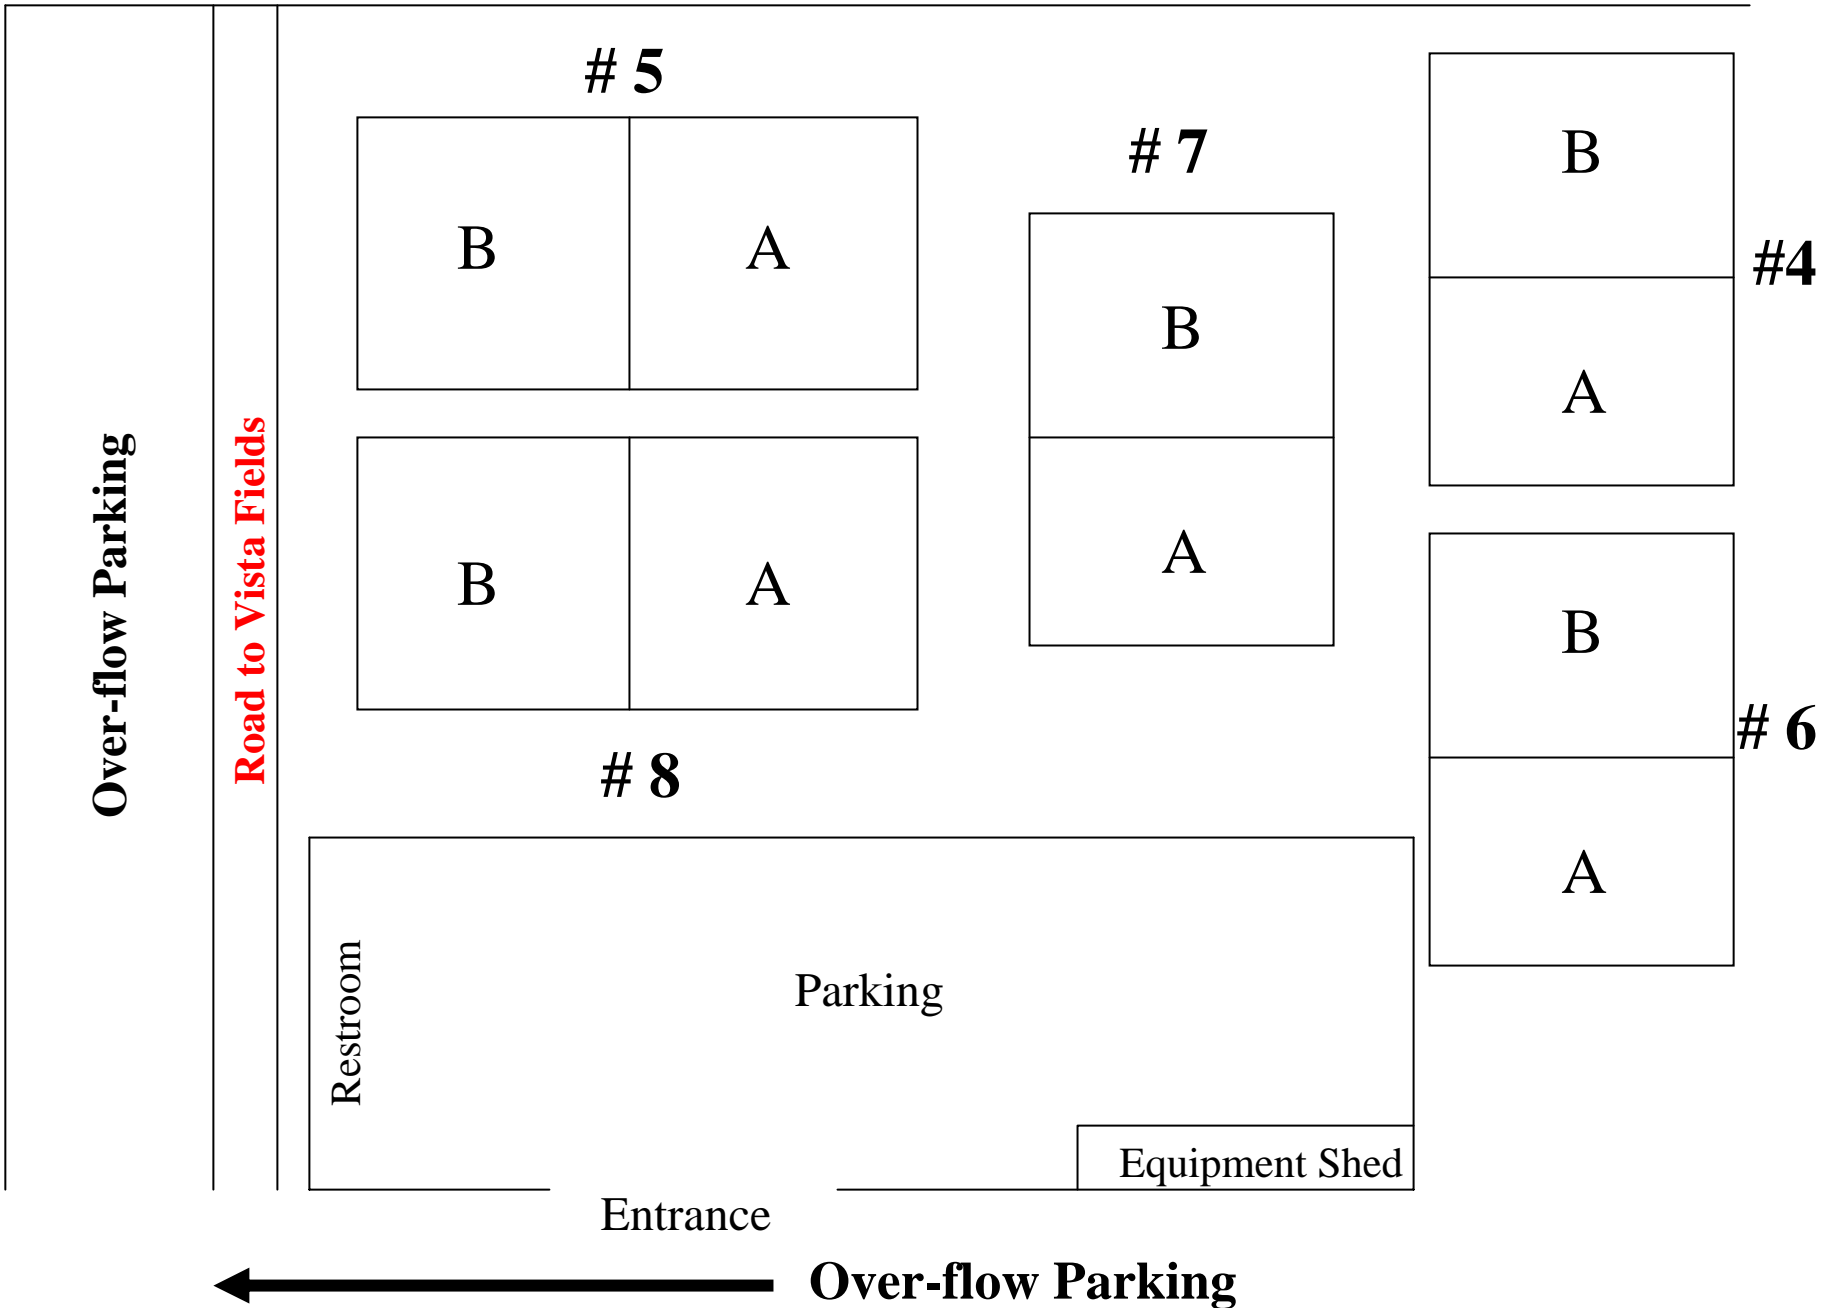 # 5
# 7
B
B
A
#4
B
A
Over-flow Parking
Road to Vista Fields
B
A
A
B
# 6
# 8
A
Restroom
Parking
Equipment Shed
Entrance
Over-flow Parking